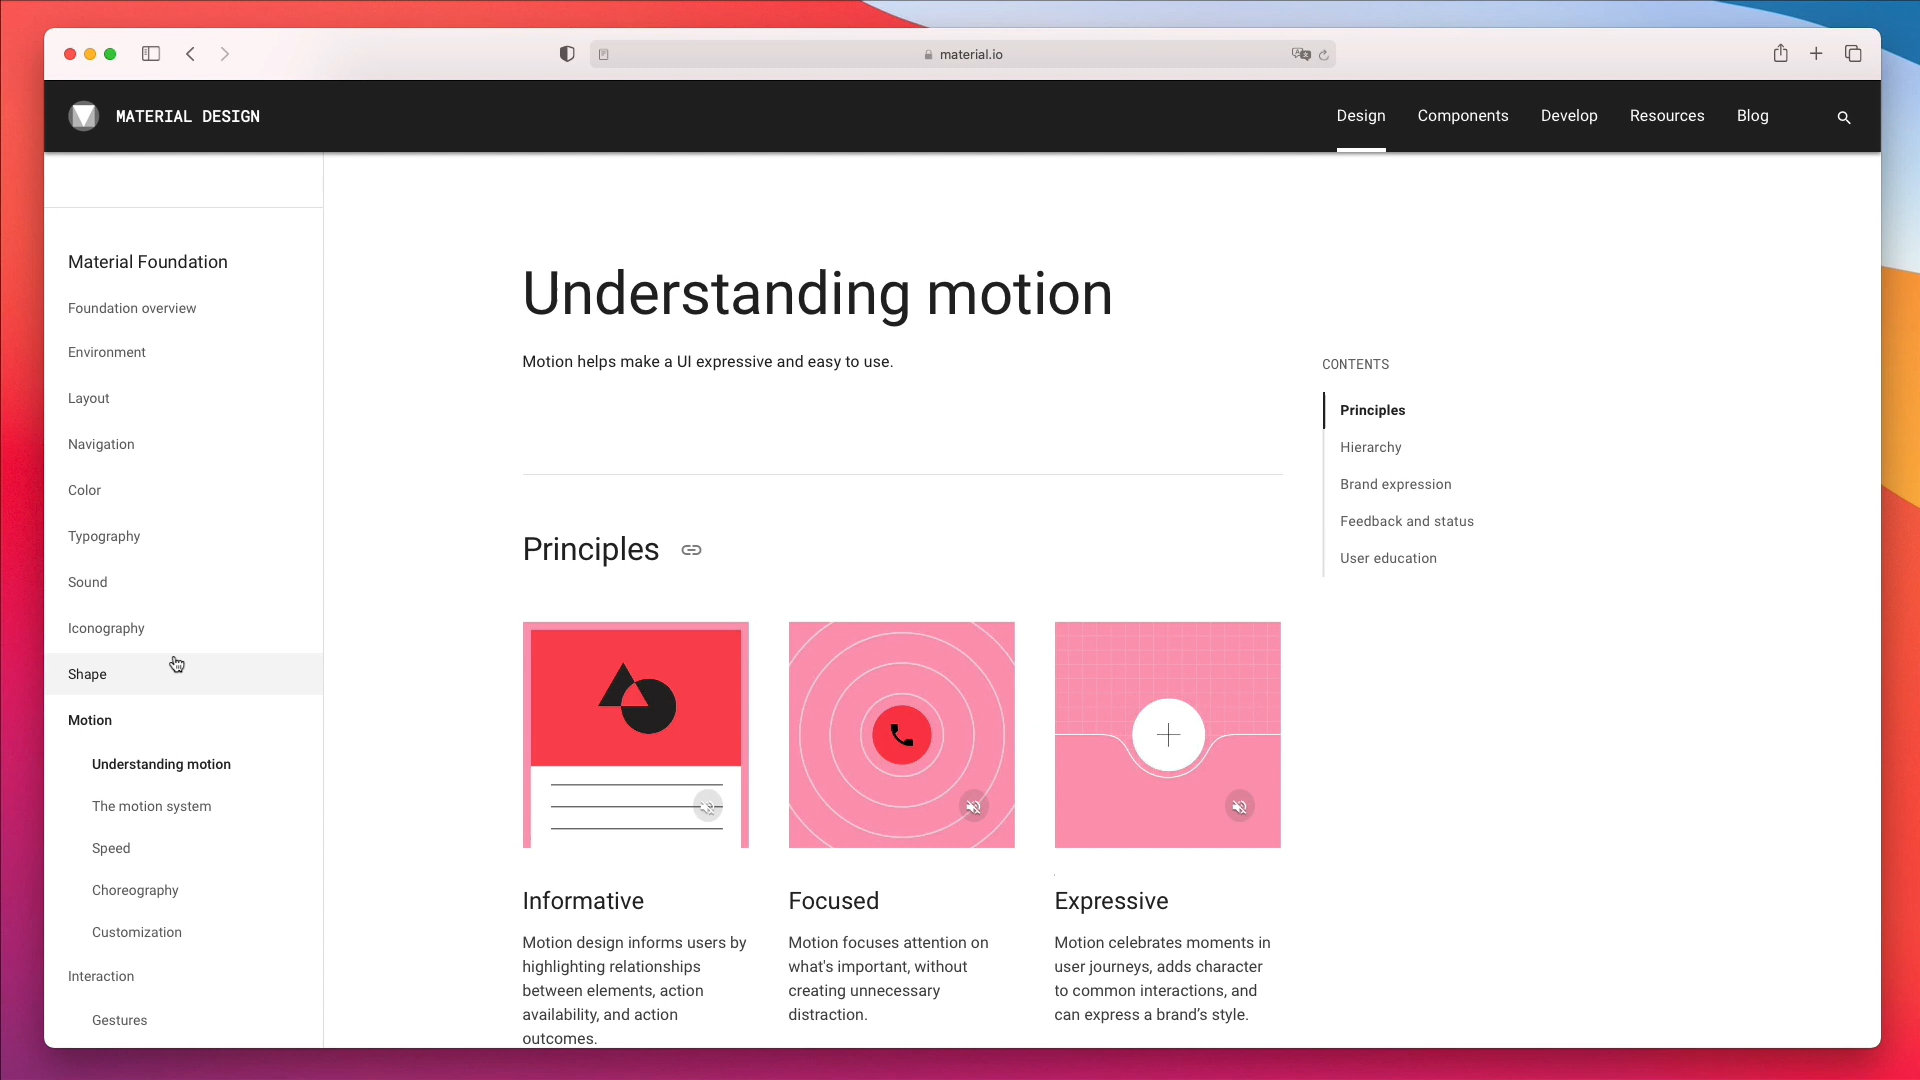 material.io
MATERIAL DESIGN
Design
Components
Develop
Resources
Blog
Material Foundation
Foundation overview
Environment
Layout
Navigation
Color
Typography
Sound
Iconography
Shape
Motion
Understanding motion
The motion system
Speed
Choreography
Customization
Interaction
Gestures
Understanding motion
Motion helps make a UI expressive and easy to use.
Principles
Informative
Motion design informs users by
highlighting relationships
between elements, action
availability, and action
outcomes.
Focused
Motion focuses attention on
what's important, without
creating unnecessary
distraction.
Expressive
Motion celebrates moments in
user journeys, adds character
to common interactions, and
can express a brand’s style.
CONTENTS
Principles
Hierarchy
Brand expression
Feedback and status
User education